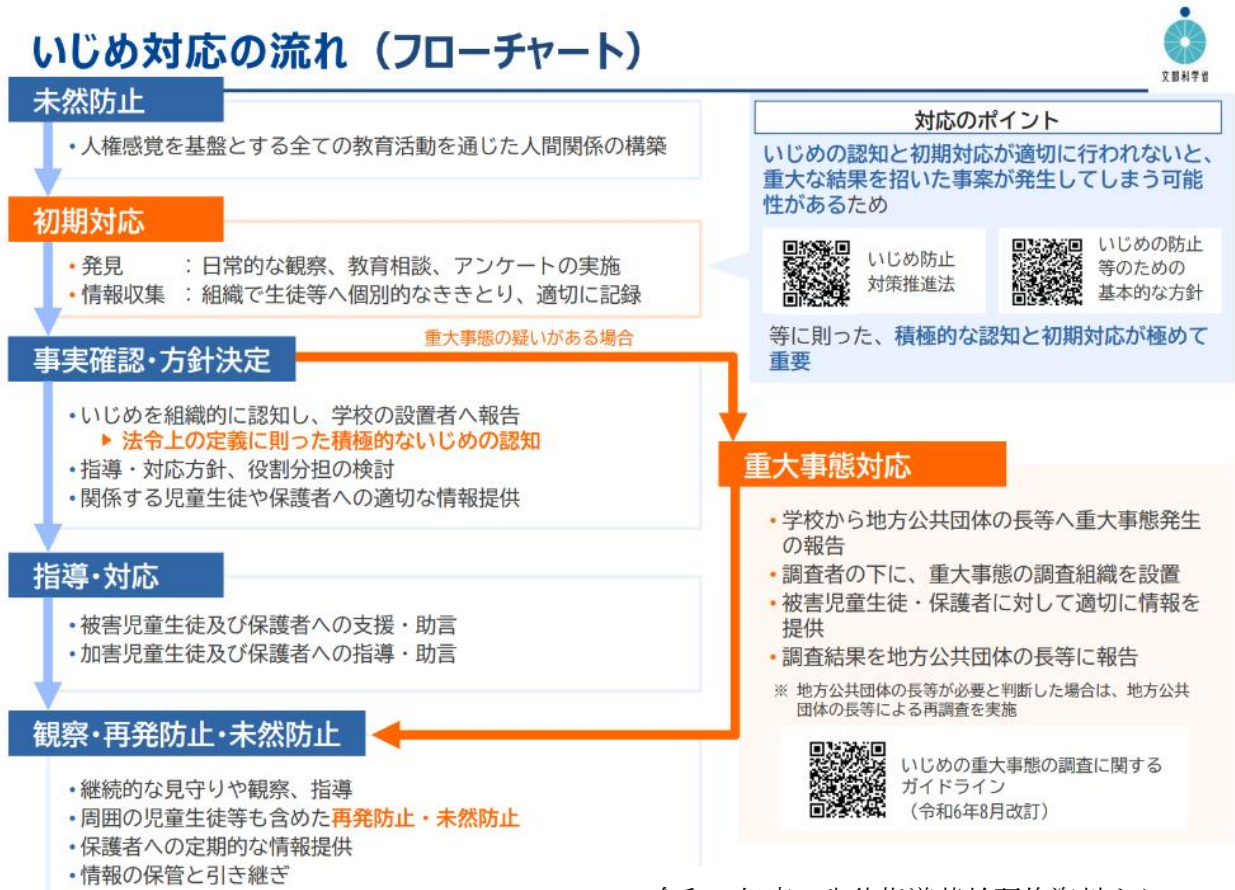 いじめ対応の流れ（フローチャート）
文部科学省
未然防止
・人権感覚を基盤とする全ての教育活動を通じた人間関係の構築
初期対応
・発見　　：日常的な観察、教育相談、アンケートの実施
・情報収集　：組織で生徒等へ個別的なききとり、適切に記録
対応のポイント
いじめの認知と初期対応が適切に行われないと、
重大な結果を招いた事案が発生してしまう可能
性があるため
いじめ防止
対策推進法
いじめの防止
等のための
基本的な方針
等に則った、積極的な認知と初期対応が極めて
重要
重大事態の疑いがある場合
事実確認・方針決定
・いじめを組織的に認知し、学校の設置者へ報告
▶ 法令上の定義に則った積極的ないじめの認知
・指導・対応方針、役割分担の検討
・関係する児童生徒や保護者への適切な情報提供
指導・対応
・被害児童生徒及び保護者への支援・助言
・加害児童生徒及び保護者への指導・助言
重大事態対応
・学校から地方公共団体の長等へ重大事態発生
の報告
・調査者の下に、重大事態の調査組織を設置
・被害児童生徒・保護者に対して適切に情報を
提供
・調査結果を地方公共団体の長等に報告
※ 地方公共団体の長等が必要と判断した場合は、地方公共
団体の長等による再調査を実施
いじめの重大事態の調査に関する
ガイドライン
（令和6年8月改訂）
観察・再発防止・未然防止
・継続的な見守りや観察、指導
・周囲の児童生徒等も含めた再発防止・未然防止
・保護者への定期的な情報提供
・情報の保管と引き継ぎ